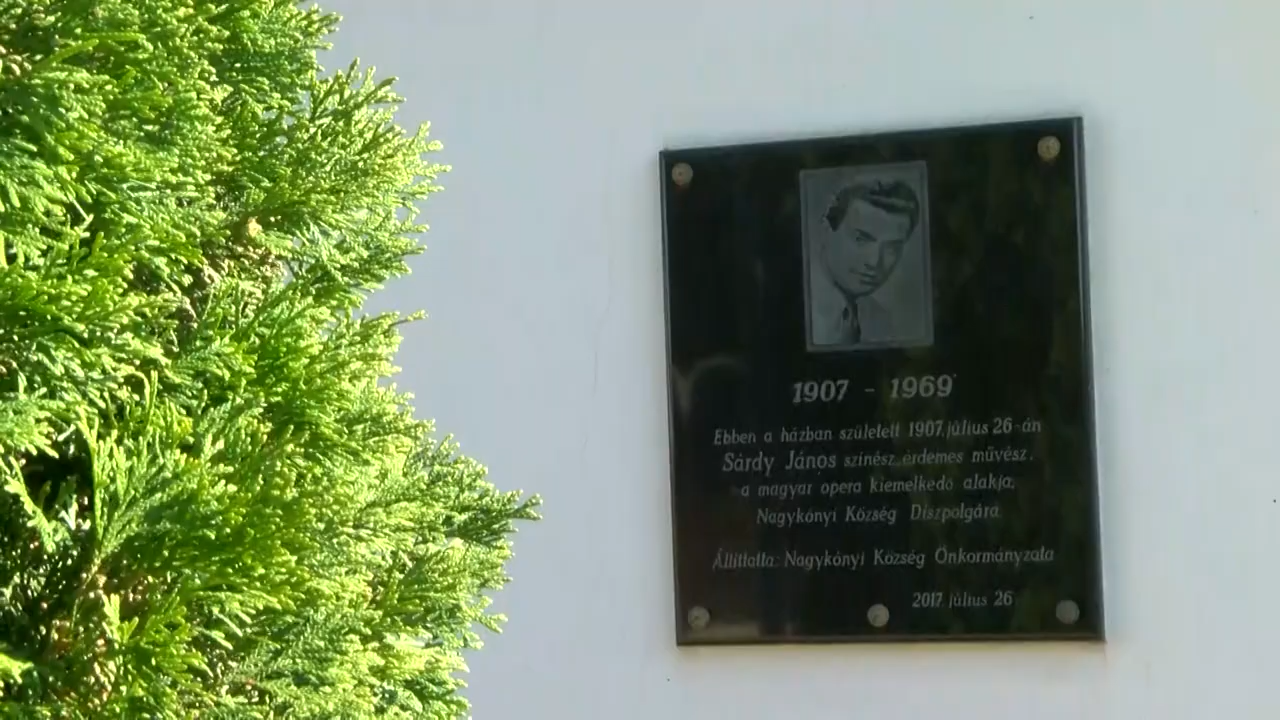 1907 - 1969
Ebben a házban született 1907. július 26-án
Sárdy János színész, érdemes művész.
a magyar opera kiemelkedő alakja,
Nagykónyi Község Díszpolgára
Állíttatta: Nagykónyi Község Önkormányzata
2017. július 26